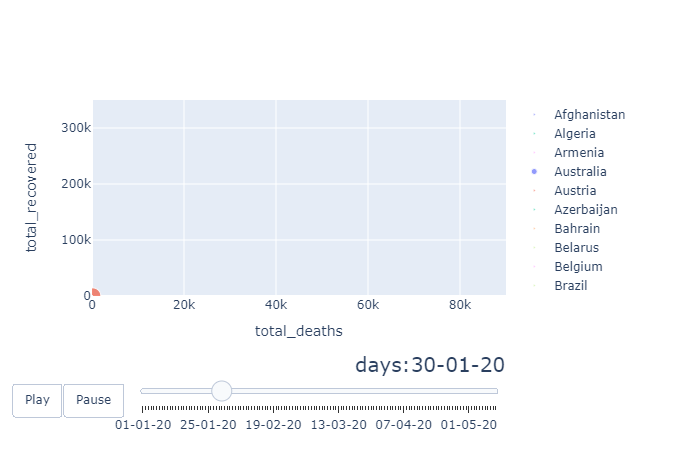 300k
200k
100k
0
total_recovered
0 20k 40k 60k 80k
total_deaths
Afghanistan
Algeria
Armenia
Australia
Austria
Azerbaijan
Bahrain
Belarus
Belgium
Brazil
days:30-01-20
Play Pause
01-01-20 25-01-20 19-02-20 13-03-20 07-04-20 01-05-20